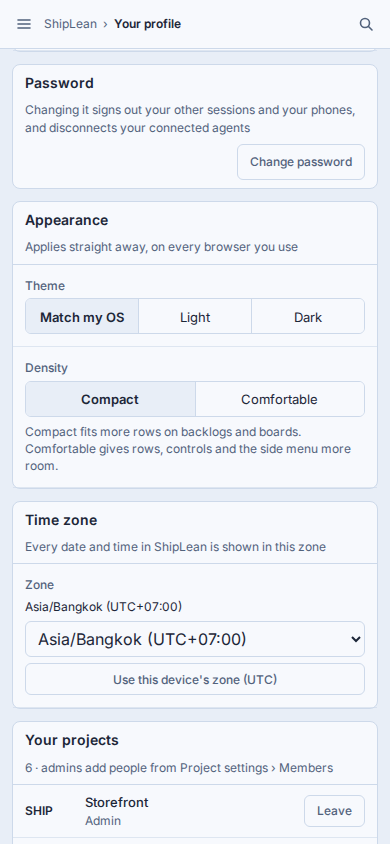 ShipLean › Your profile
Password
Changing it signs out your other sessions and your phones,
and disconnects your connected agents
Change password
Appearance
Applies straight away, on every browser you use
Theme
Match my OS Light Dark
Density
Compact Comfortable
Compact fits more rows on backlogs and boards.
Comfortable gives rows, controls and the side menu more
room.
Time zone
Every date and time in ShipLean is shown in this zone
Zone
Asia/Bangkok (UTC+07:00)
Asia/Bangkok (UTC+07:00)
Use this device's zone (UTC)
Your projects
6 · admins add people from Project settings › Members
SHIP Storefront Leave
Admin